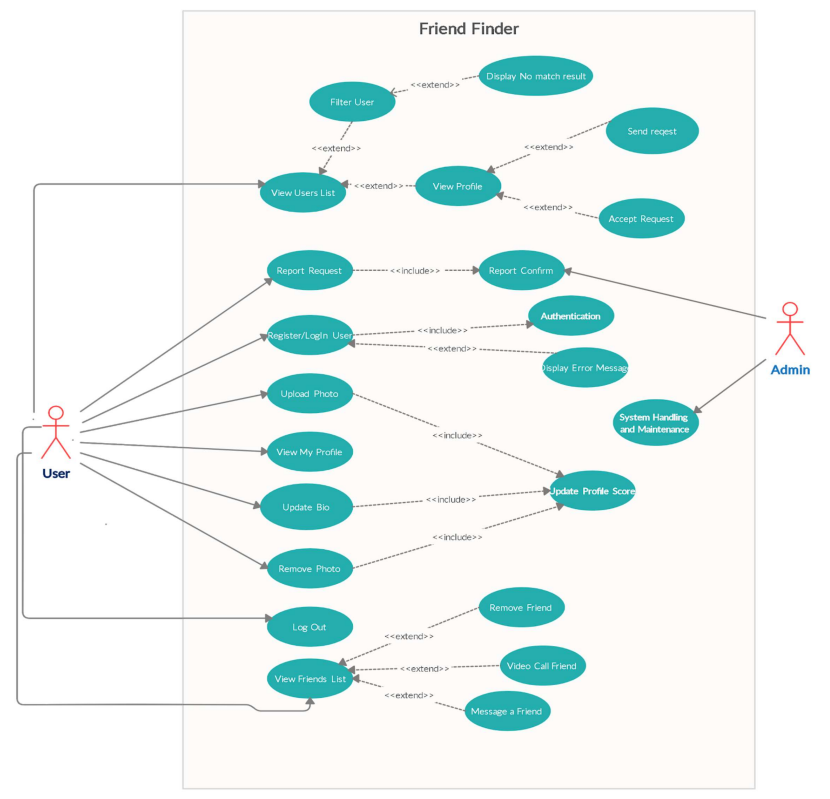 Friend Finder
Display No match result
<<extend>>
Filter User
Send reqest
<<extend>>
<<extend>>
View Users List
<<extend>>
View Profile
<<extend>>
Accept Request
Report Request
<<include>>
Report Confirm
Authentication
<<include>>
Register/LogIn User
<<extend>>
Display Error Message
Admin
Upload Photo
System Handling
and Maintenance
<<include>>
View My Profile
User
Update Profile Score
<<include>>
Update Bio
<<include>>
Remove Photo
Remove Friend
Log Out
<<extend>>
Video Call Friend
<<extend>>
View Friends List
<<extend>>
Message a Friend